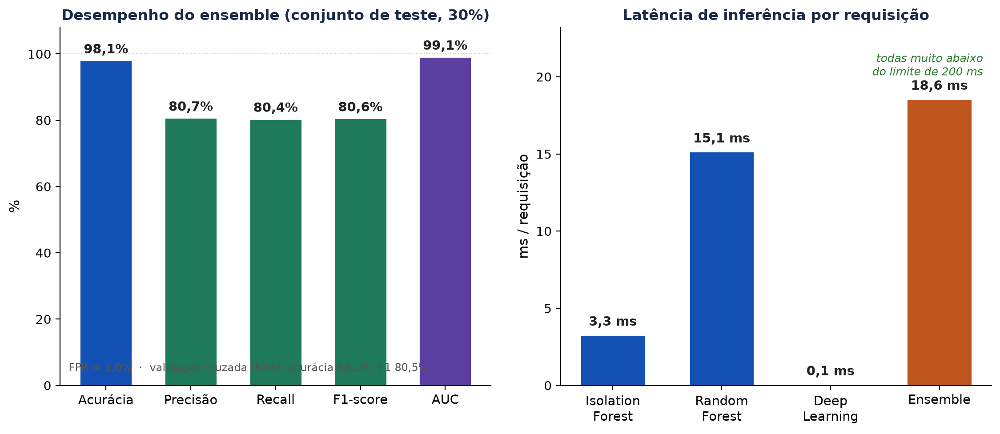 Desempenho do ensemble (conjunto de teste, 30%)
%
100
80
60
40
20
0
98,1%
80,7%
80,4%
80,6%
99,1%
FPR = 1,0% · validação cruzada (k=5): acurácia 98,1%, F1 80,5%
Acurácia
Precisão
Recall
F1-score
AUC
Latência de inferência por requisição
ms / requisição
20
15
10
5
0
todas muito abaixo
do limite de 200 ms
3,3 ms
15,1 ms
0,1 ms
18,6 ms
Isolation
Forest
Random
Forest
Deep
Learning
Ensemble